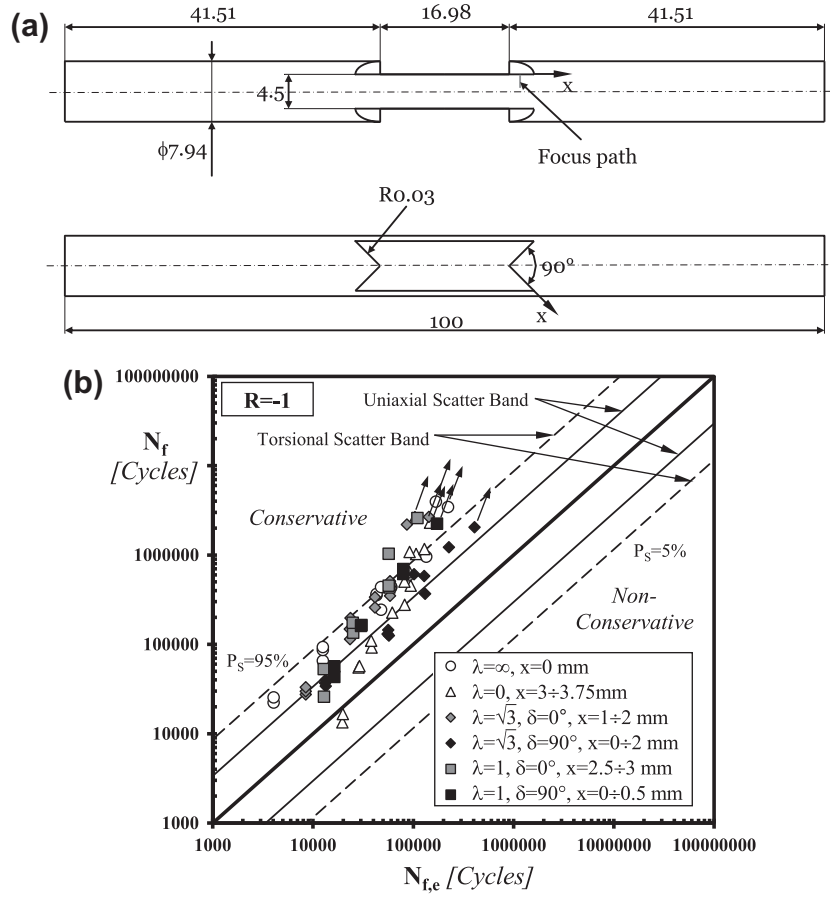 (a)
41.51 16.98 41.51
4.5
x
ϕ7.94
Focus path
R0.03
90°
x
100
(b)
100000000
R=-1
Uniaxial Scatter Band
N_f
Torsional Scatter Band
[Cycles]
Conservative
1000000
P_S=5%
Non-
Conservative
100000
P_S=95%
λ=∞, x=0 mm
λ=0, x=3÷3.75mm
10000
λ=√3, δ=0°, x=1÷2 mm
λ=√3, δ=90°, x=0÷2 mm
λ=1, δ=0°, x=2.5÷3 mm
λ=1, δ=90°, x=0÷0.5 mm
1000
1000 10000 100000 1000000 10000000 100000000
N_f,e [Cycles]